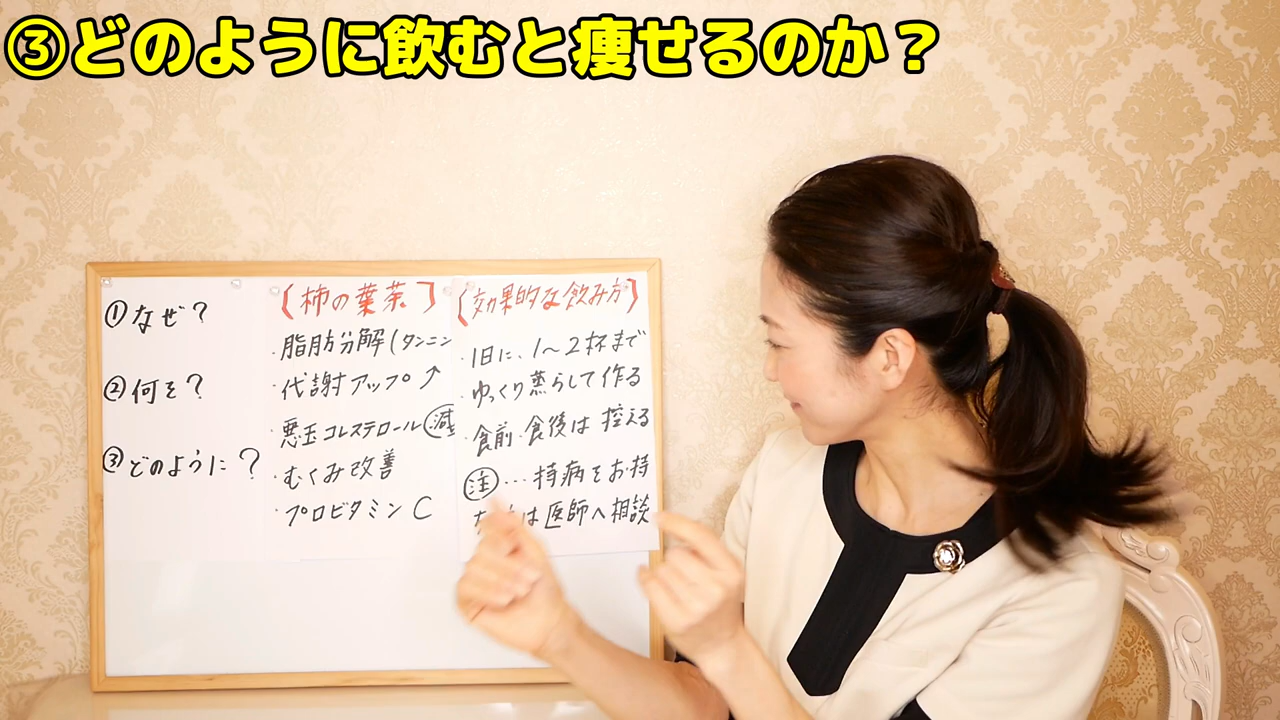 ③どのように飲むと痩せるのか？
①なぜ？
②何を？
③どのように？
【柿の葉茶】
・脂肪分解(タンニン
・代謝アップ↑
・悪玉コレステロール減
・むくみ改善
・プロビタミンC
【効果的な飲み方】
・1日に、1〜2杯まで
・ゆっくり蒸らして作る
・食前・食後は控える
注…持病をお持
は医師へ相談